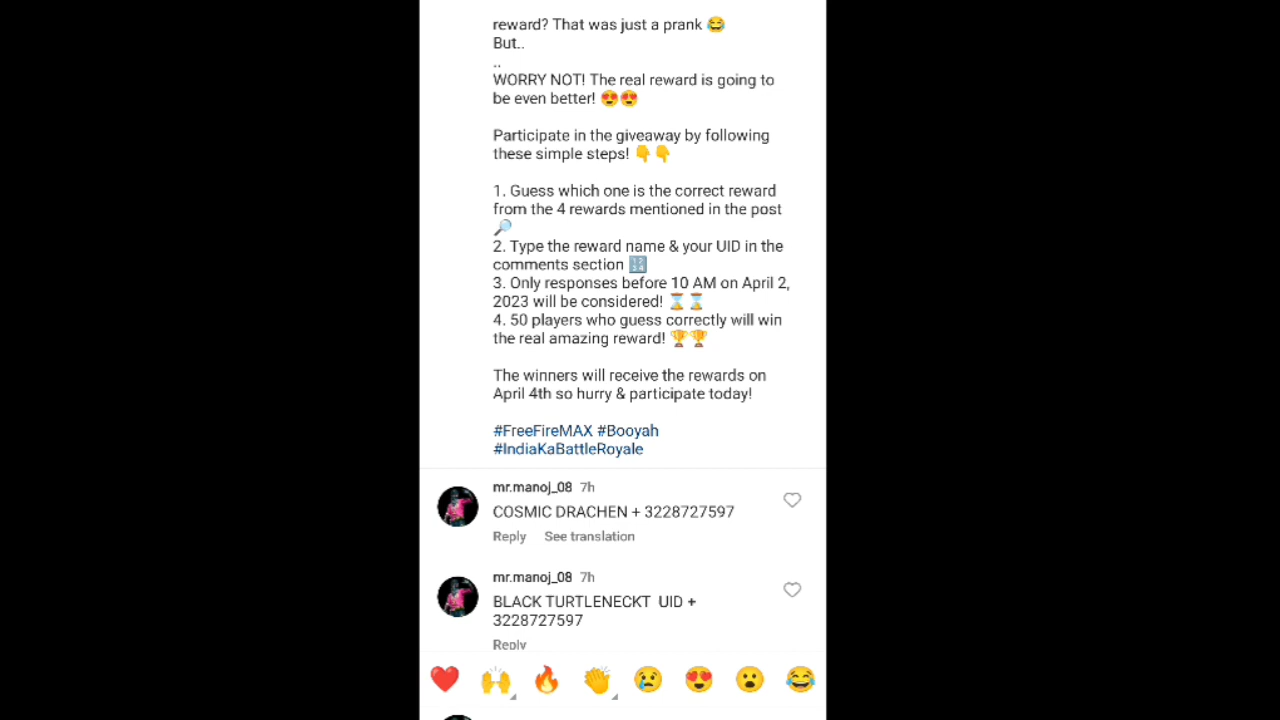 reward? That was just a prank 😂
But..
..
WORRY NOT! The real reward is going to
be even better! 😍😍
Participate in the giveaway by following
these simple steps! 👇👇
1. Guess which one is the correct reward
from the 4 rewards mentioned in the post
🔎
2. Type the reward name & your UID in the
comments section 🔢
3. Only responses before 10 AM on April 2,
2023 will be considered! ⌛⌛
4. 50 players who guess correctly will win
the real amazing reward! 🏆🏆
The winners will receive the rewards on
April 4th so hurry & participate today!
#FreeFireMAX #Booyah
#IndiaKaBattleRoyale
mr.manoj_08 7h
COSMIC DRACHEN + 3228727597
Reply See translation
mr.manoj_08 7h
BLACK TURTLENECKT UID +
3228727597
Reply